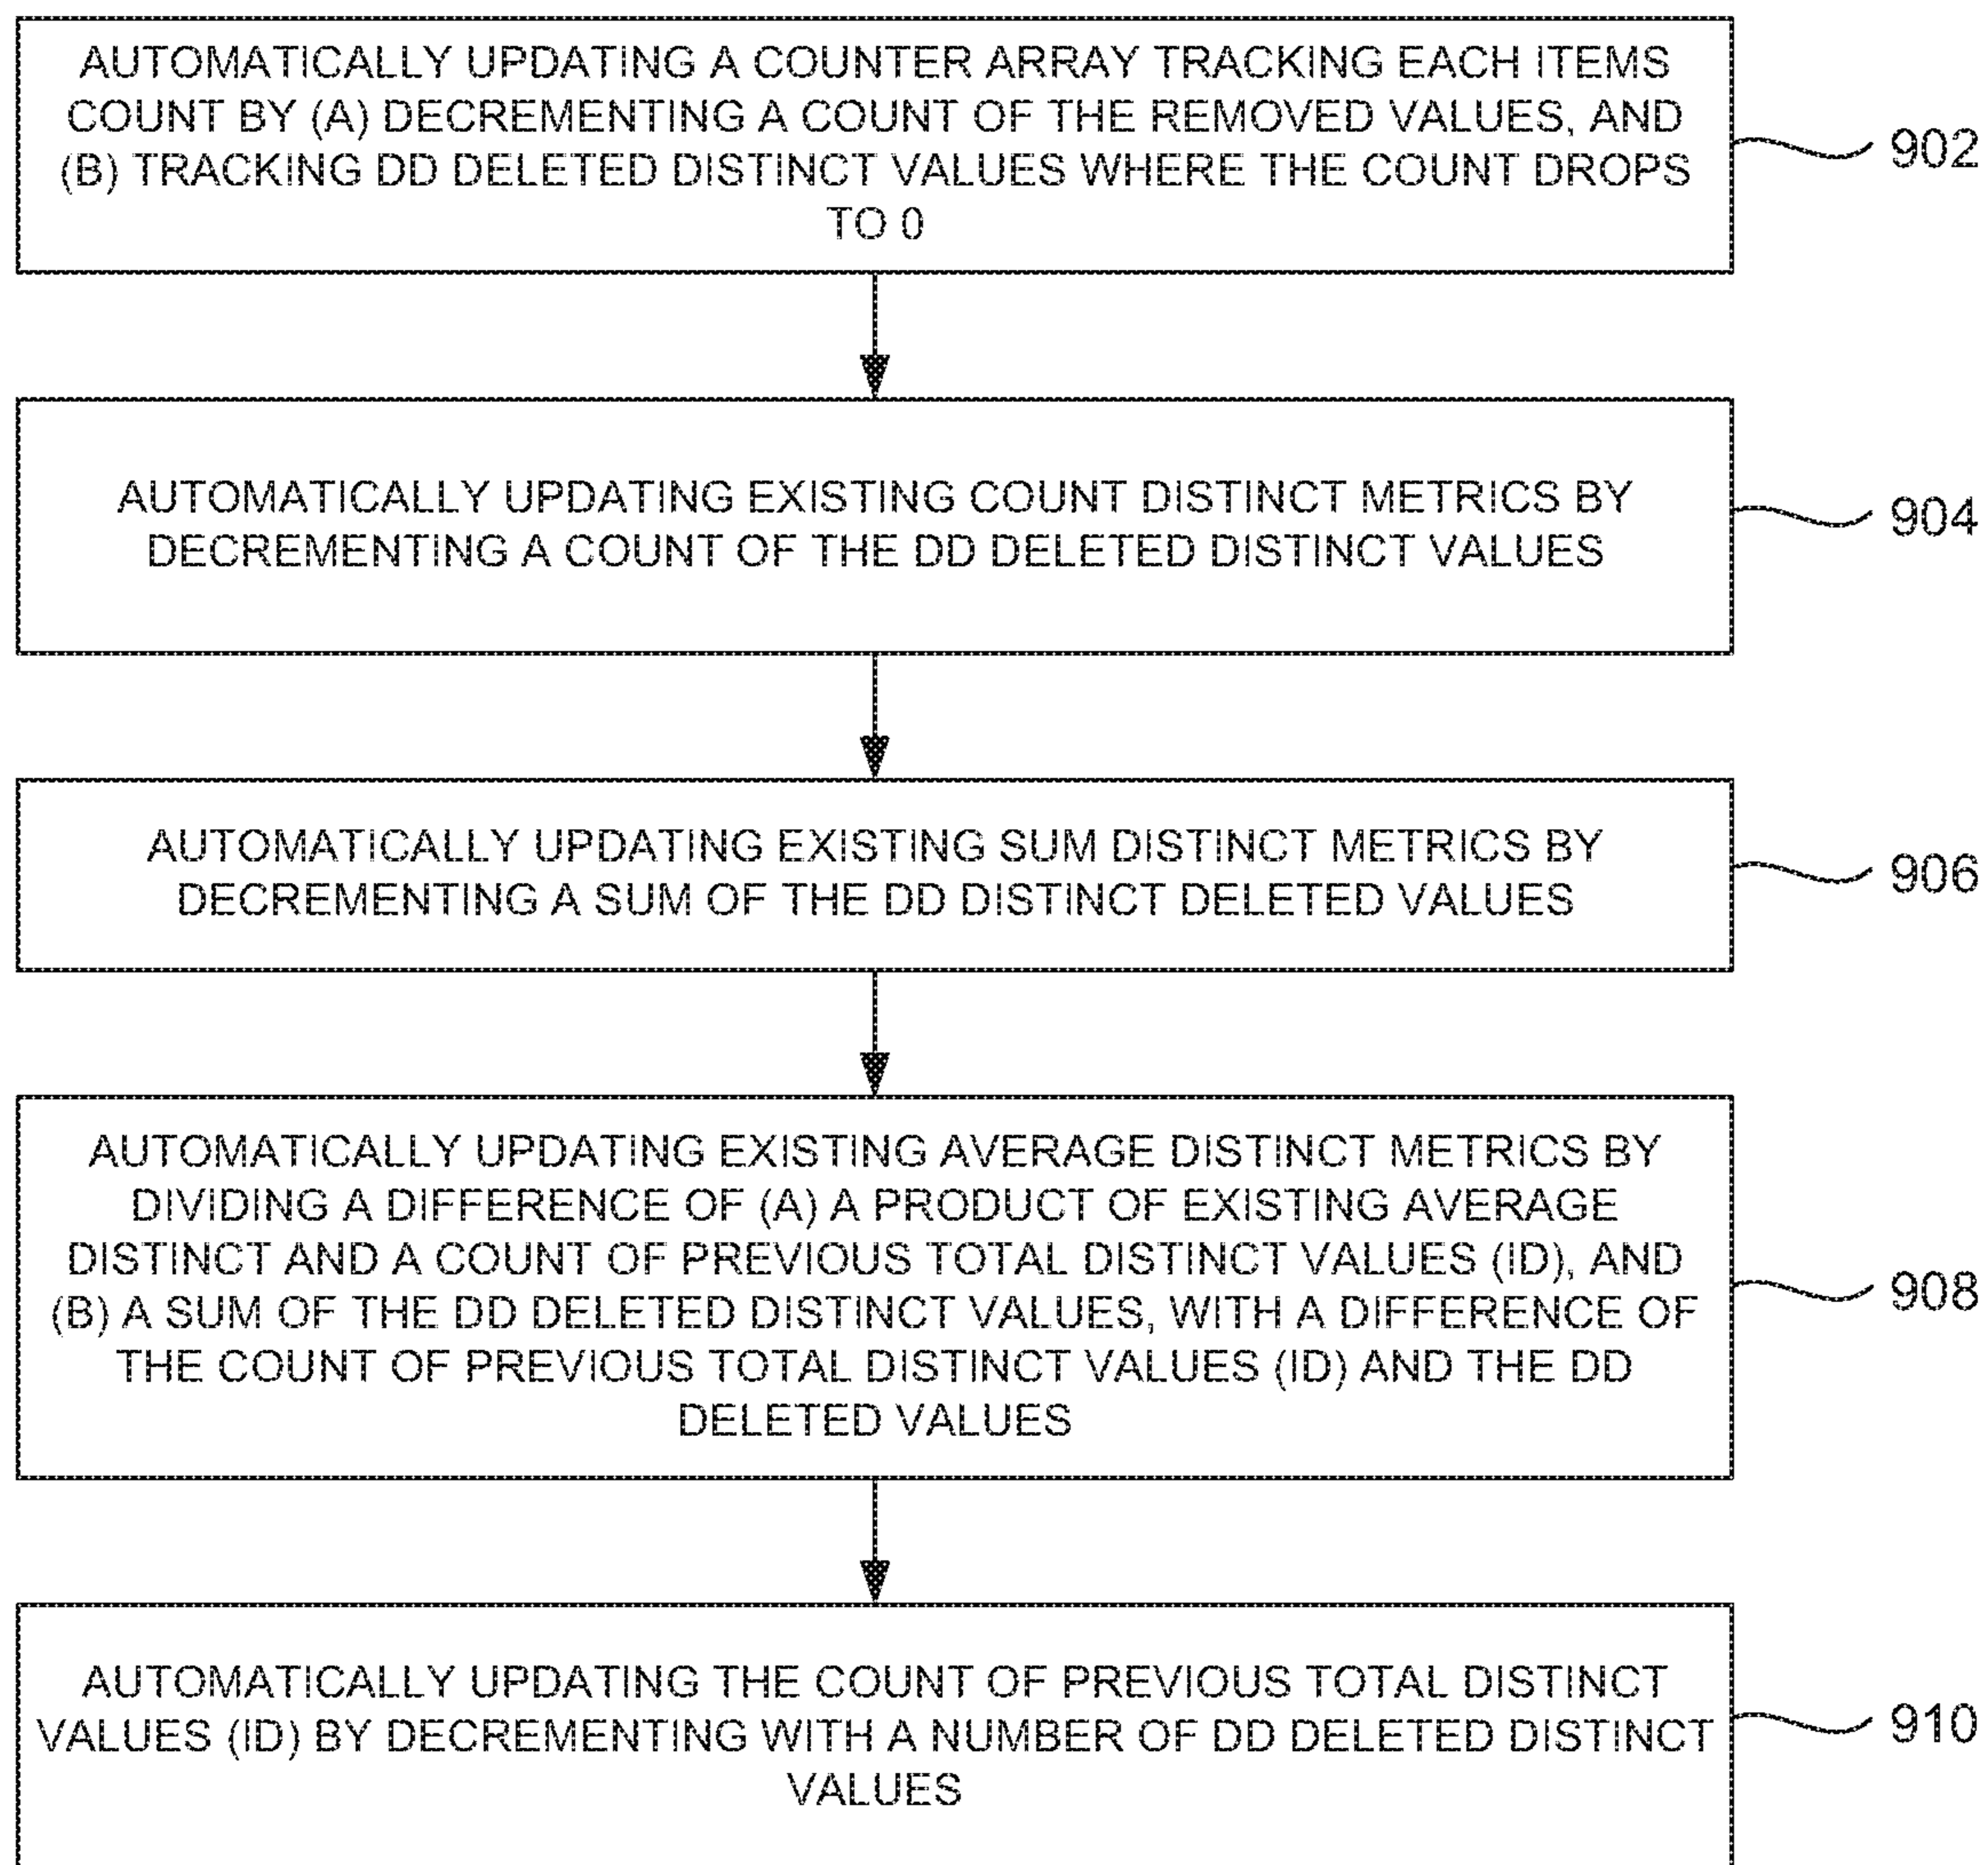 AUTOMATICALLY UPDATING A COUNTER ARRAY TRACKING EACH ITEMS
COUNT BY (A) DECREMENTING A COUNT OF THE REMOVED VALUES, AND
(B) TRACKING DD DELETED DISTINCT VALUES WHERE THE COUNT DROPS
TO 0
902
AUTOMATICALLY UPDATING EXISTING COUNT DISTINCT METRICS BY
DECREMENTING A COUNT OF THE DD DELETED DISTINCT VALUES
904
AUTOMATICALLY UPDATING EXISTING SUM DISTINCT METRICS BY
DECREMENTING A SUM OF THE DD DISTINCT DELETED VALUES
906
AUTOMATICALLY UPDATING EXISTING AVERAGE DISTINCT METRICS BY
DIVIDING A DIFFERENCE OF (A) A PRODUCT OF EXISTING AVERAGE
DISTINCT AND A COUNT OF PREVIOUS TOTAL DISTINCT VALUES (ID), AND
(B) A SUM OF THE DD DELETED DISTINCT VALUES, WITH A DIFFERENCE OF
THE COUNT OF PREVIOUS TOTAL DISTINCT VALUES (ID) AND THE DD
DELETED VALUES
908
AUTOMATICALLY UPDATING THE COUNT OF PREVIOUS TOTAL DISTINCT
VALUES (ID) BY DECREMENTING WITH A NUMBER OF DD DELETED DISTINCT
VALUES
910